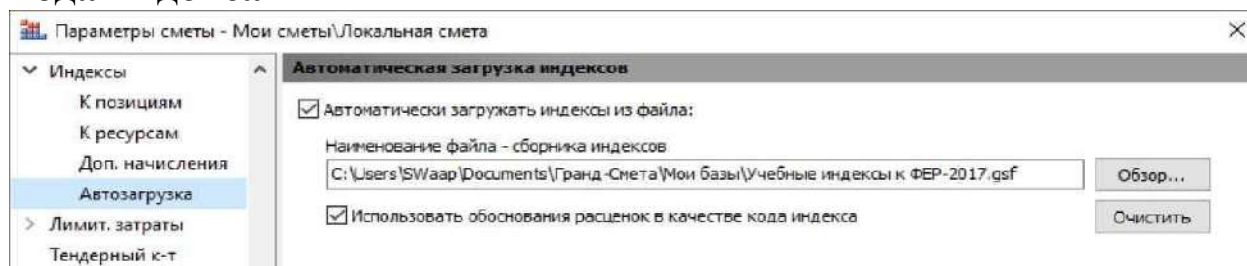 Параметры сметы - Мои сметы\Локальная смета
Индексы
К позициям
К ресурсам
Доп. начисления
Автозагрузка
Лимит. затраты
Тендерный к-т
Автоматическая загрузка индексов
Автоматически загружать индексы из файла:
Наименование файла - сборника индексов
C:\Users\SWaap\Documents\Гранд-Смета\Мои базы\Учебные индексы к ФЕР-2017.gsf
Обзор...
Использовать обоснования расценок в качестве кода индекса
Очистить